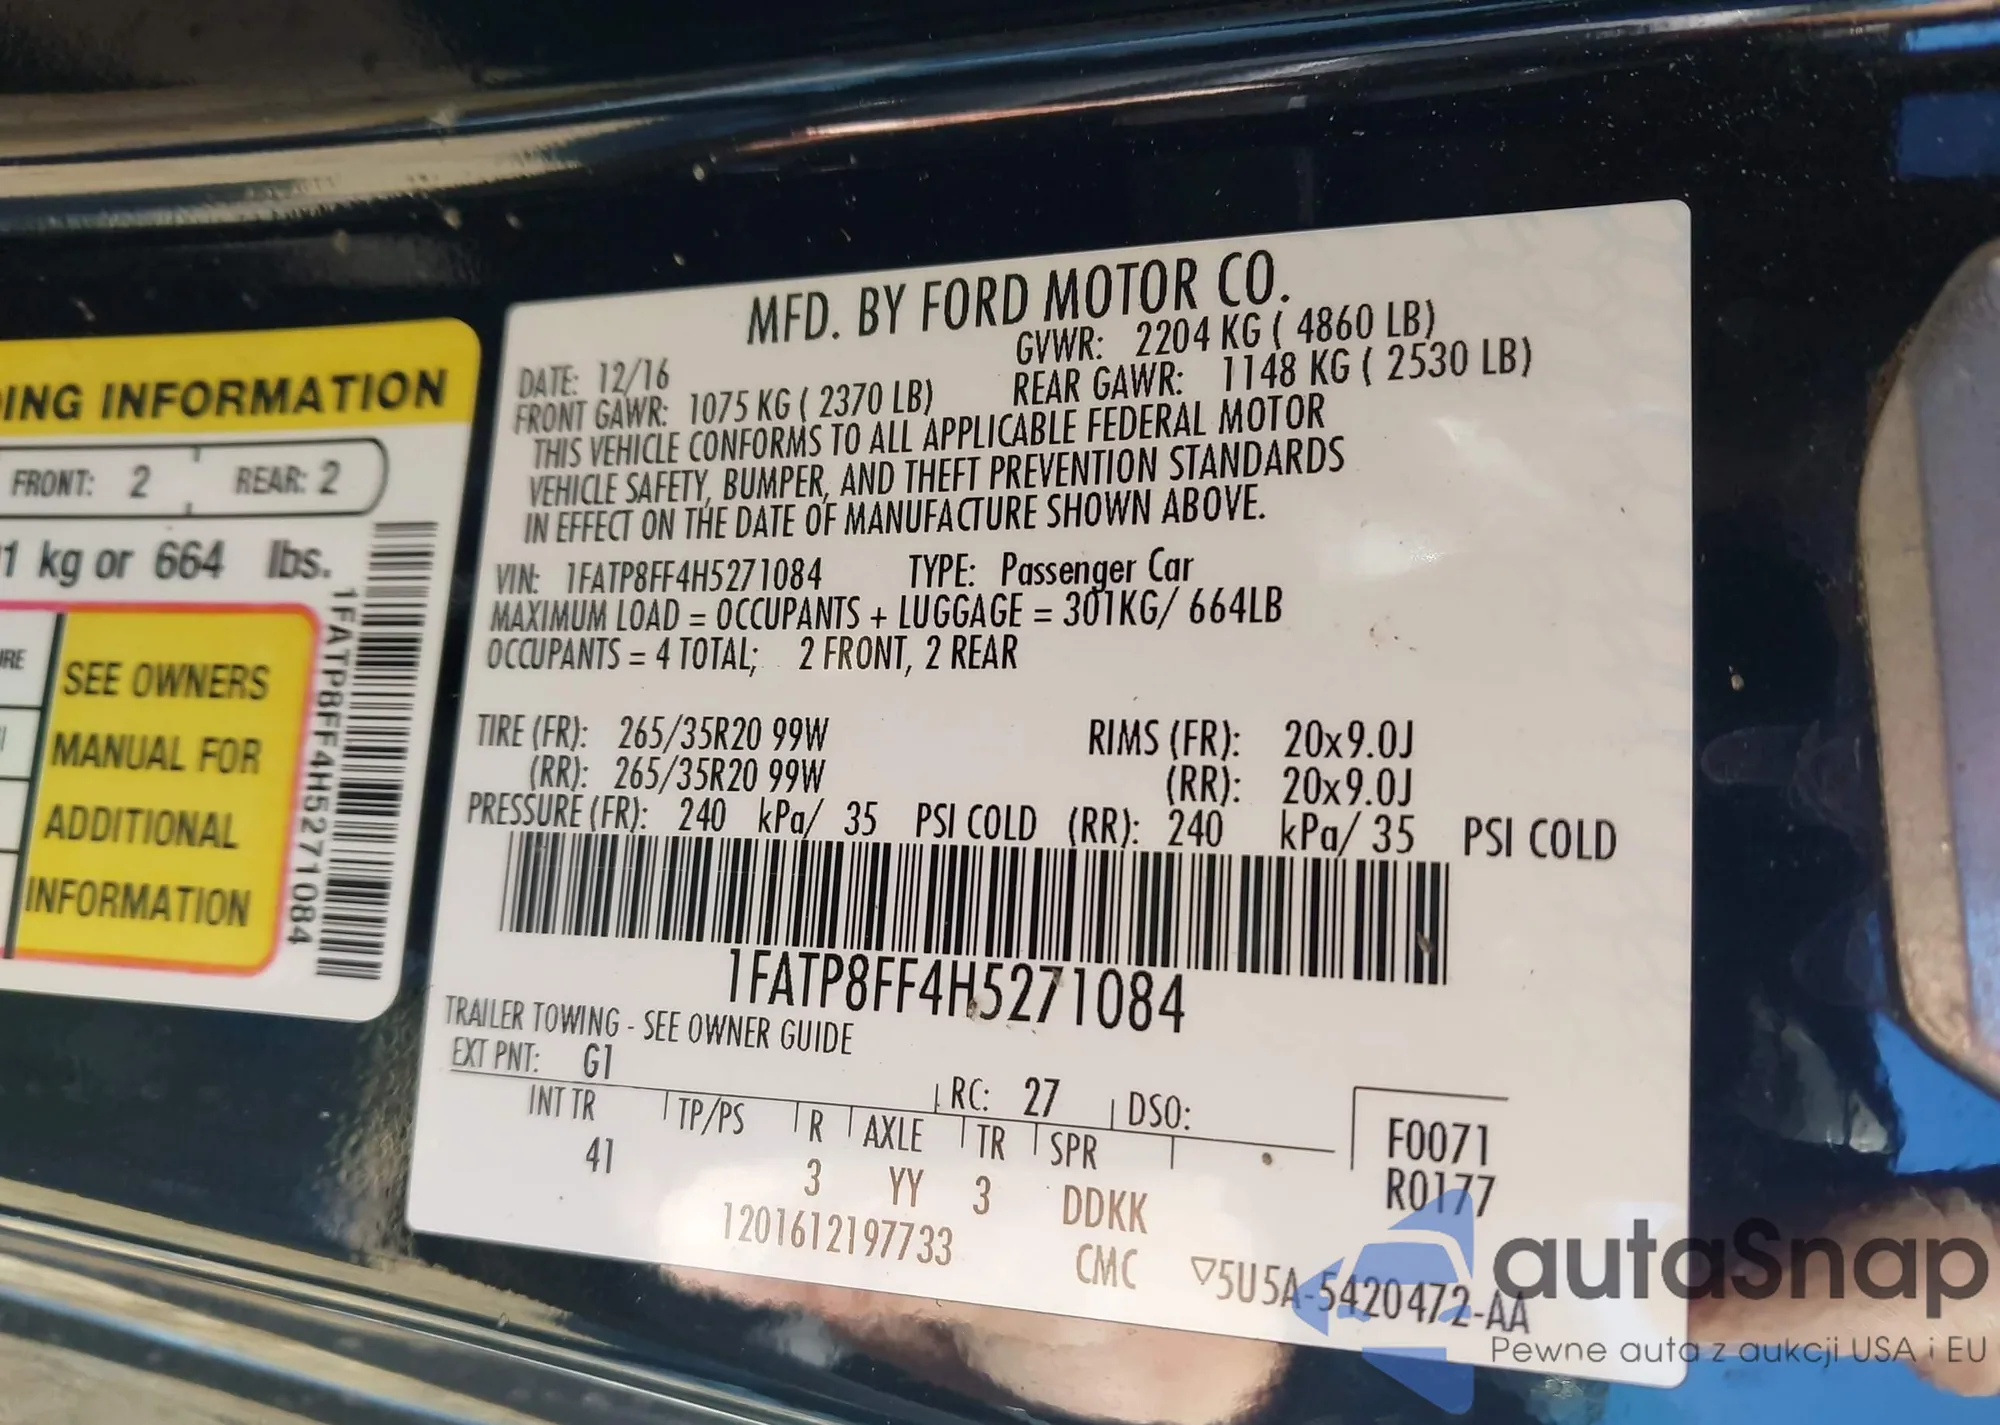 ING INFORMATION
FRONT: 2 REAR: 2
1 kg or 664 lbs.
SEE OWNERS
MANUAL FOR
ADDITIONAL
INFORMATION
1FATP8FF4H5271084
MFD. BY FORD MOTOR CO.
DATE: 12/16 GVWR: 2204 KG ( 4860 LB)
FRONT GAWR: 1075 KG ( 2370 LB) REAR GAWR: 1148 KG ( 2530 LB)
THIS VEHICLE CONFORMS TO ALL APPLICABLE FEDERAL MOTOR
VEHICLE SAFETY, BUMPER, AND THEFT PREVENTION STANDARDS
IN EFFECT ON THE DATE OF MANUFACTURE SHOWN ABOVE.
VIN: 1FATP8FF4H5271084 TYPE: Passenger Car
MAXIMUM LOAD = OCCUPANTS + LUGGAGE = 301KG/ 664LB
OCCUPANTS = 4 TOTAL; 2 FRONT, 2 REAR
TIRE (FR): 265/35R20 99W RIMS (FR): 20x9.0J
(RR): 265/35R20 99W (RR): 20x9.0J
PRESSURE (FR): 240 kPa/ 35 PSI COLD (RR): 240 kPa/ 35 PSI COLD
1FATP8FF4H5271084
TRAILER TOWING - SEE OWNER GUIDE
EXT PNT: G1 RC: 27 DSO:
INT TR TP/PS R AXLE TR SPR F0071
41 3 YY 3 DDKK R0177
1201612197733 CMC ▽5U5A-5420472-AA
autaSnap
Pewne auta z aukcji USA i EU